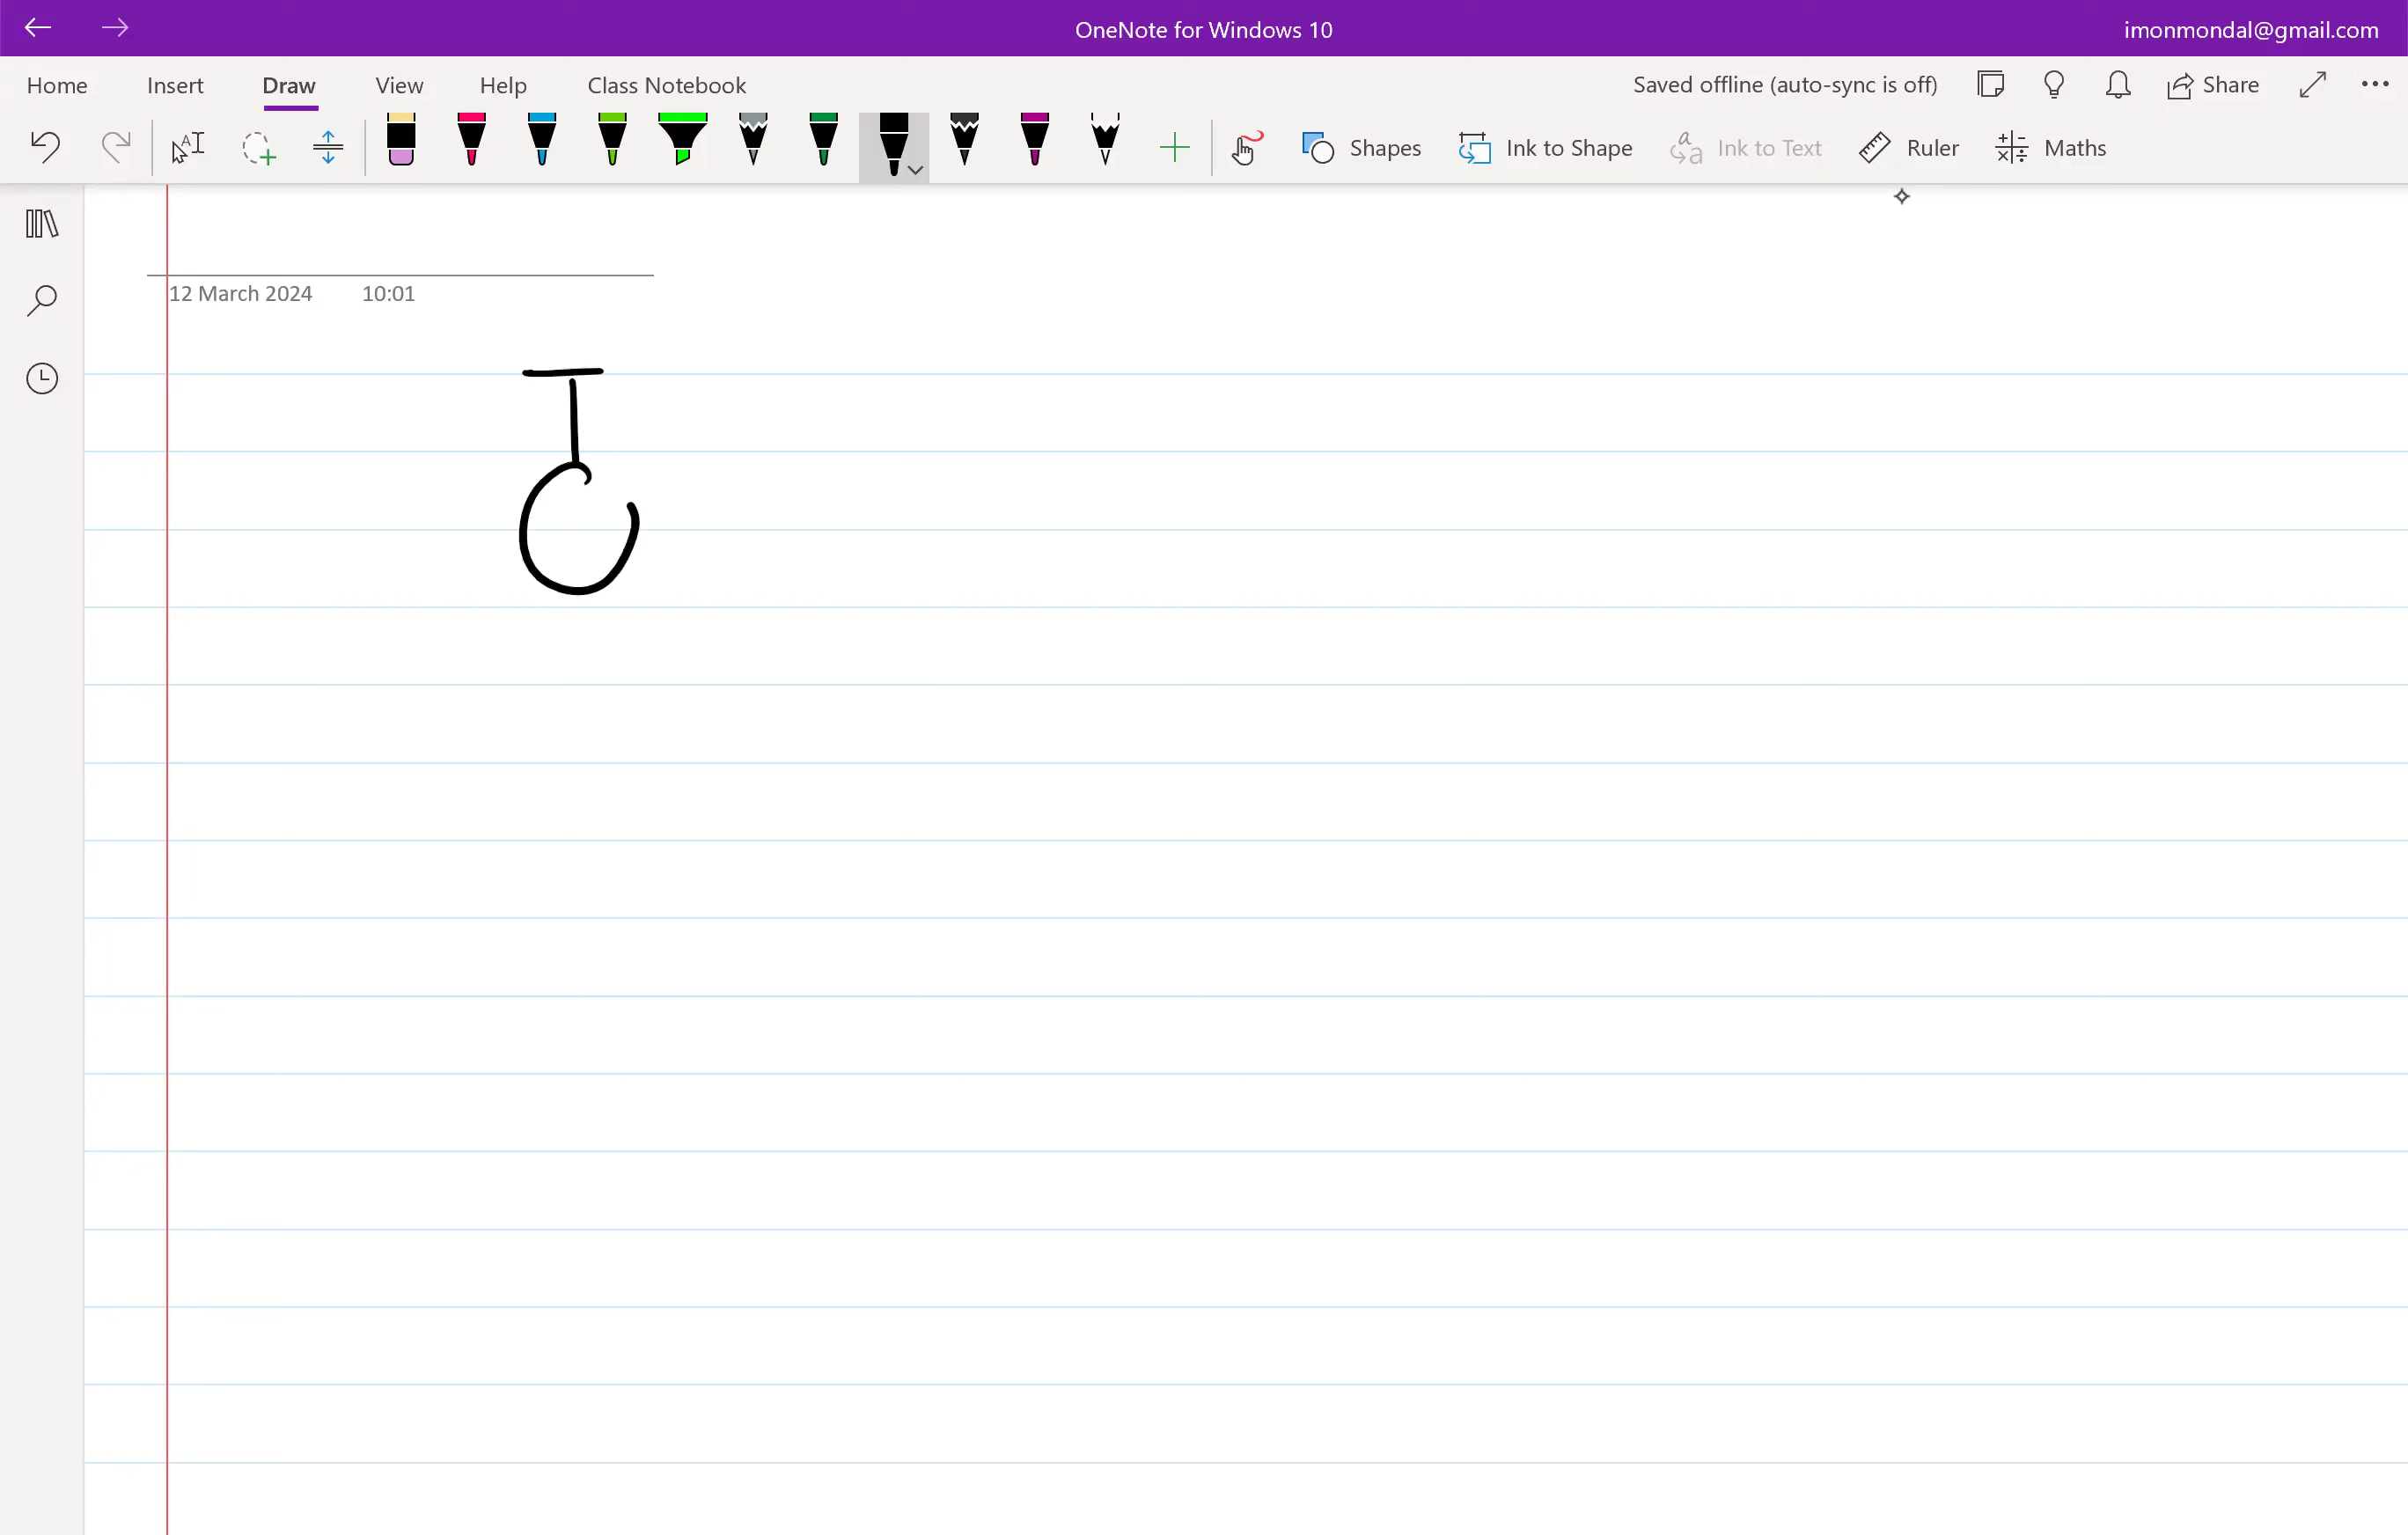 OneNote for Windows 10 imonmondal@gmail.com
Home Insert Draw View Help Class Notebook Saved offline (auto-sync is off) Share
Shapes Ink to Shape Ink to Text Ruler Maths
12 March 2024 10:01